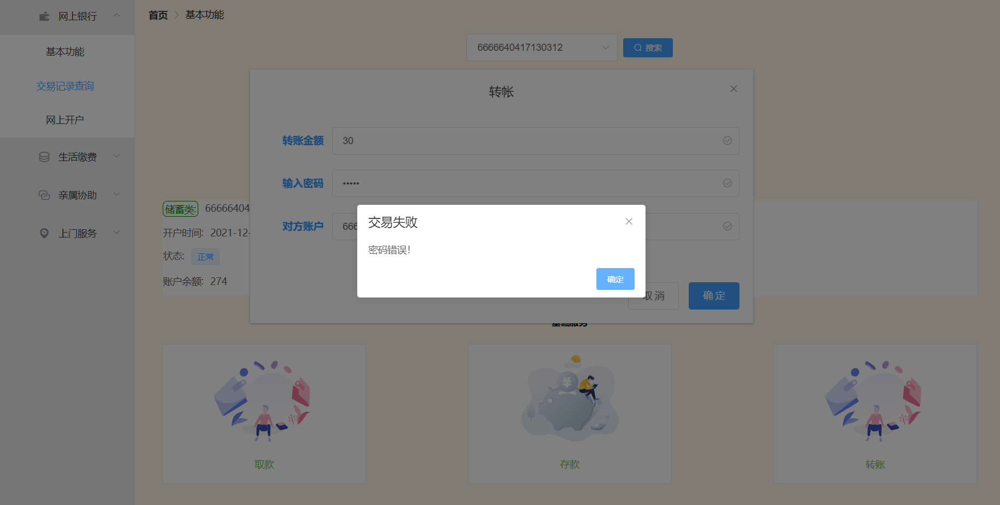 网上银行
基本功能
交易记录查询
网上开户
生活缴费
亲属协助
上门服务
首页
基本功能
6666640417130312
搜索
转帐
转账金额
30
输入密码
•••••
对方账户
666
交易失败
密码错误!
确定
取 消
确 定
储蓄类:
66666404
开户时间:
2021-12-
状态:
正常
账户余额:
274
基础服务
取款
存款
转账